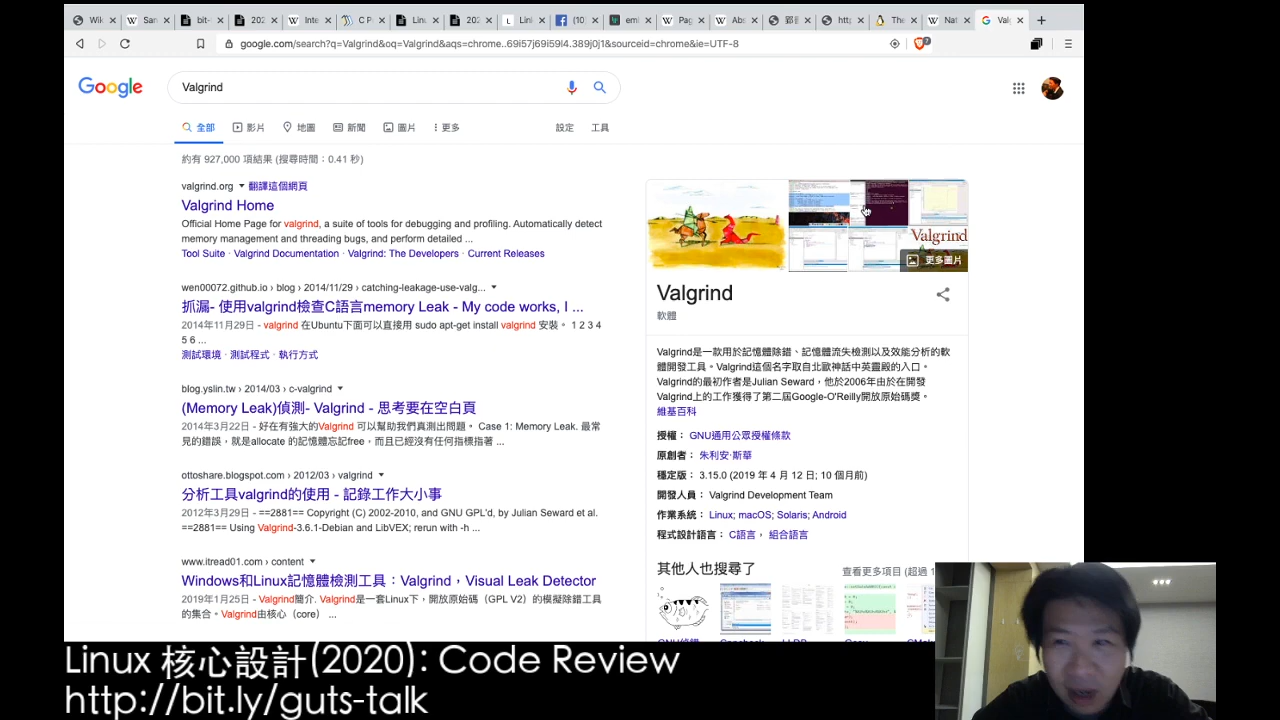 Wiki
San
bit-
202
Inte
C P
Linu
202
Link
(10
emi
Pag
Abs
http
The
Nat
Val
google.com/search?q=Valgrind&oq=Valgrind&aqs=chrome..69i57j69i59l4.389j0j1&sourceid=chrome&ie=UTF-8
Google
Valgrind
全部 影片 地圖 新聞 圖片 更多 設定 工具
約有 927,000 項結果 (搜尋時間：0.41 秒)
valgrind.org 翻譯這個網頁
Valgrind Home
Official Home Page for valgrind, a suite of tools for debugging and profiling. Automatically detect
memory management and threading bugs, and perform detailed ...
Tool Suite · Valgrind Documentation · Valgrind: The Developers · Current Releases
wen00072.github.io › blog › 2014/11/29 › catching-leakage-use-valg...
抓漏- 使用valgrind檢查C語言memory Leak - My code works, I ...
2014年11月29日 - valgrind 在Ubuntu下面可以直接用 sudo apt-get install valgrind 安裝。 1 2 3 4
5 6 ...
測試環境 · 測試程式 · 執行方式
blog.yslin.tw › 2014/03 › c-valgrind
(Memory Leak)偵測- Valgrind - 思考要在空白頁
2014年3月22日 - 好在有強大的Valgrind 可以幫助我們真測出問題。 Case 1: Memory Leak. 最常
見的錯誤，就是allocate 的記憶體忘記free，而且已經沒有任何指標指著 ...
ottoshare.blogspot.com › 2012/03 › valgrind
分析工具valgrind的使用 - 記錄工作大小事
2012年3月29日 - ==2881== Copyright (C) 2002-2010, and GNU GPL'd, by Julian Seward et al.
==2881== Using Valgrind-3.6.1-Debian and LibVEX; rerun with -h ...
www.itread01.com › content
Windows和Linux記憶體檢測工具：Valgrind，Visual Leak Detector
2019年1月25日 - Valgrind簡介. Valgrind是一套Linux下，開放原始碼（GPL V2）的模擬除錯工具
的集合。Valgrind由核心（core） ...
Valgrind
更多圖片
Valgrind
軟體
Valgrind是一款用於記憶體除錯、記憶體流失檢測以及效能分析的軟
體開發工具。Valgrind這個名字取自北歐神話中英靈殿的入口。
Valgrind的最初作者是Julian Seward，他於2006年由於在開發
Valgrind上的工作獲得了第二屆Google-O'Reilly開放原始碼獎。
維基百科
授權： GNU通用公眾授權條款
原創者： 朱利安·斯華
穩定版： 3.15.0 (2019 年 4 月 12 日; 10 個月前)
開發人員： Valgrind Development Team
作業系統： Linux; macOS; Solaris; Android
程式設計語言： C語言， 組合語言
其他人也搜尋了 查看更多項目 (超過 1
Linux 核心設計(2020): Code Review
http://bit.ly/guts-talk